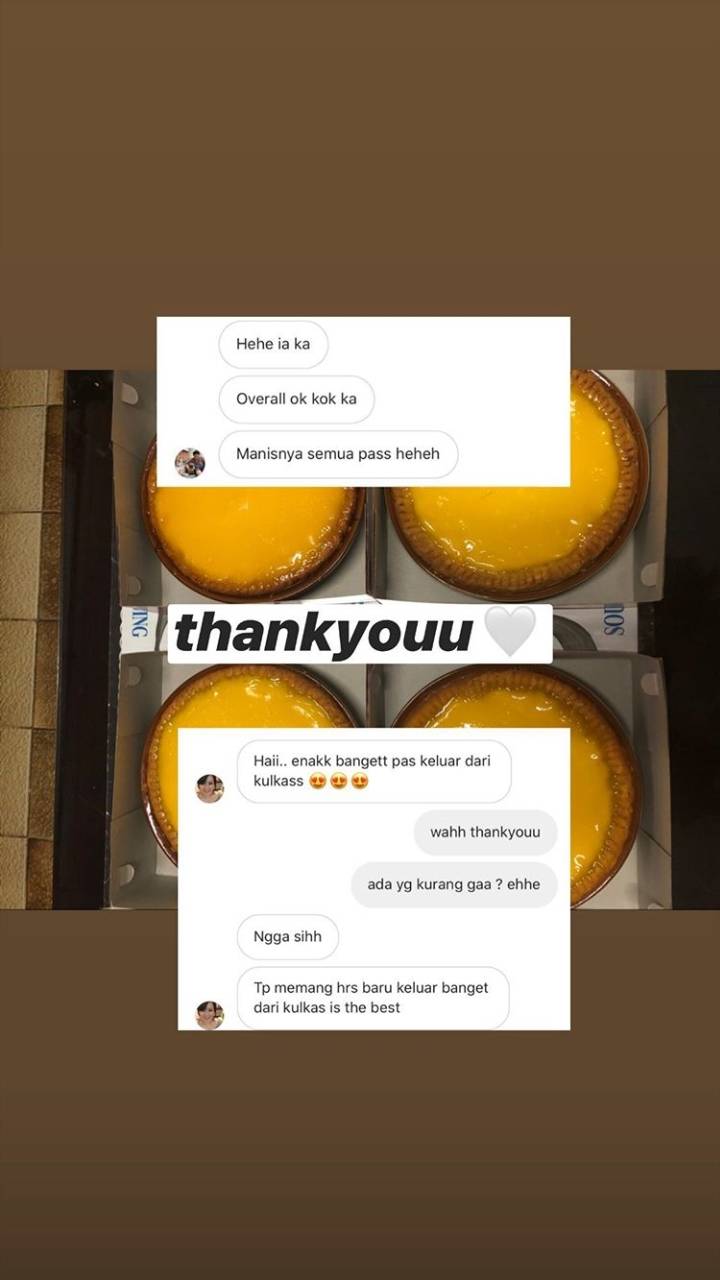 Hehe ia ka
Overall ok kok ka
Manisnya semua pass heheh
thankyouu 🤍
Haii.. enakk bangett pas keluar dari
kulkass 😍😍😍
wahh thankyouu
ada yg kurang gaa ? ehhe
Ngga sihh
Tp memang hrs baru keluar banget
dari kulkas is the best